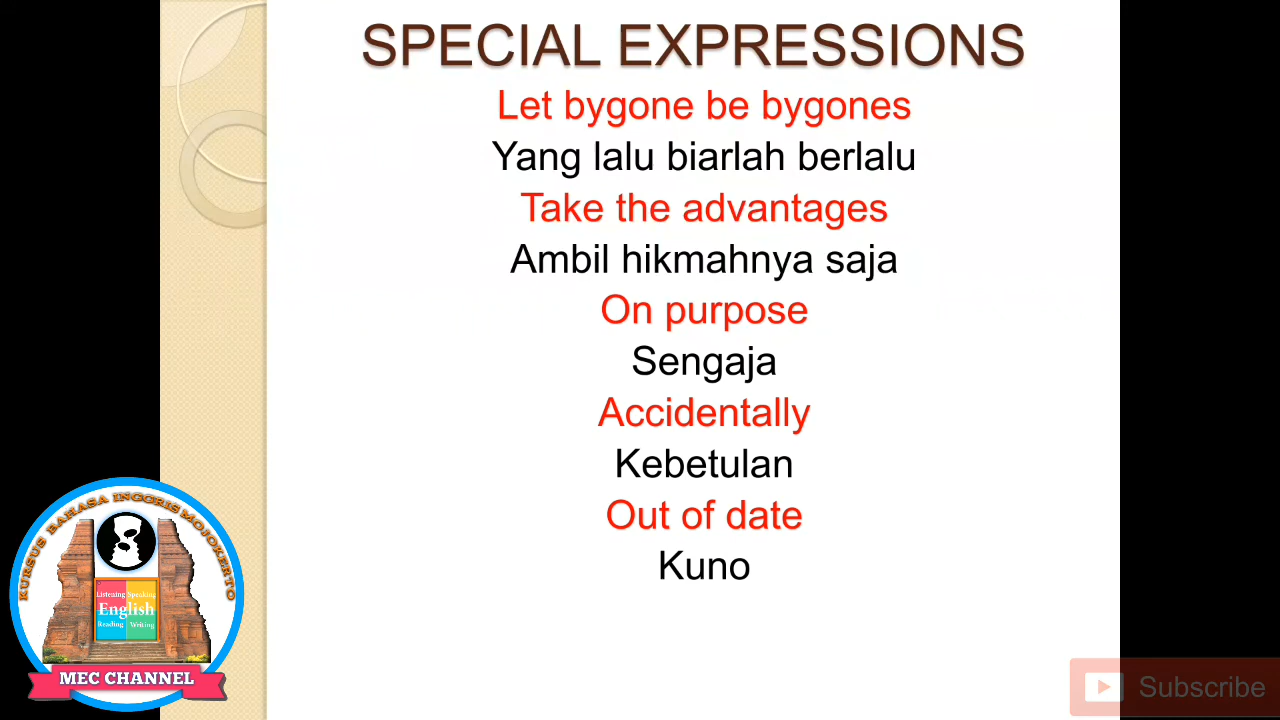 SPECIAL EXPRESSIONS
Let bygone be bygones
Yang lalu biarlah berlalu
Take the advantages
Ambil hikmahnya saja
On purpose
Sengaja
Accidentally
Kebetulan
Out of date
Kuno
KURSUS BAHASA INGGRIS MOJOKERTO
Listening Speaking
English
Reading Writing
MEC CHANNEL
Subscribe